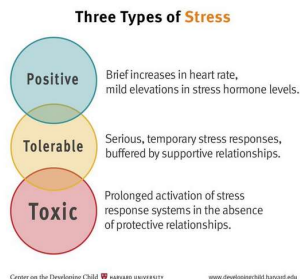 Three Types of Stress
Positive
Brief increases in heart rate,
mild elevations in stress hormone levels.
Tolerable
Serious, temporary stress responses,
buffered by supportive relationships.
Toxic
Prolonged activation of stress
response systems in the absence
of protective relationships.
Center on the Developing Child HARVARD UNIVERSITY
www.developingchild.harvard.edu